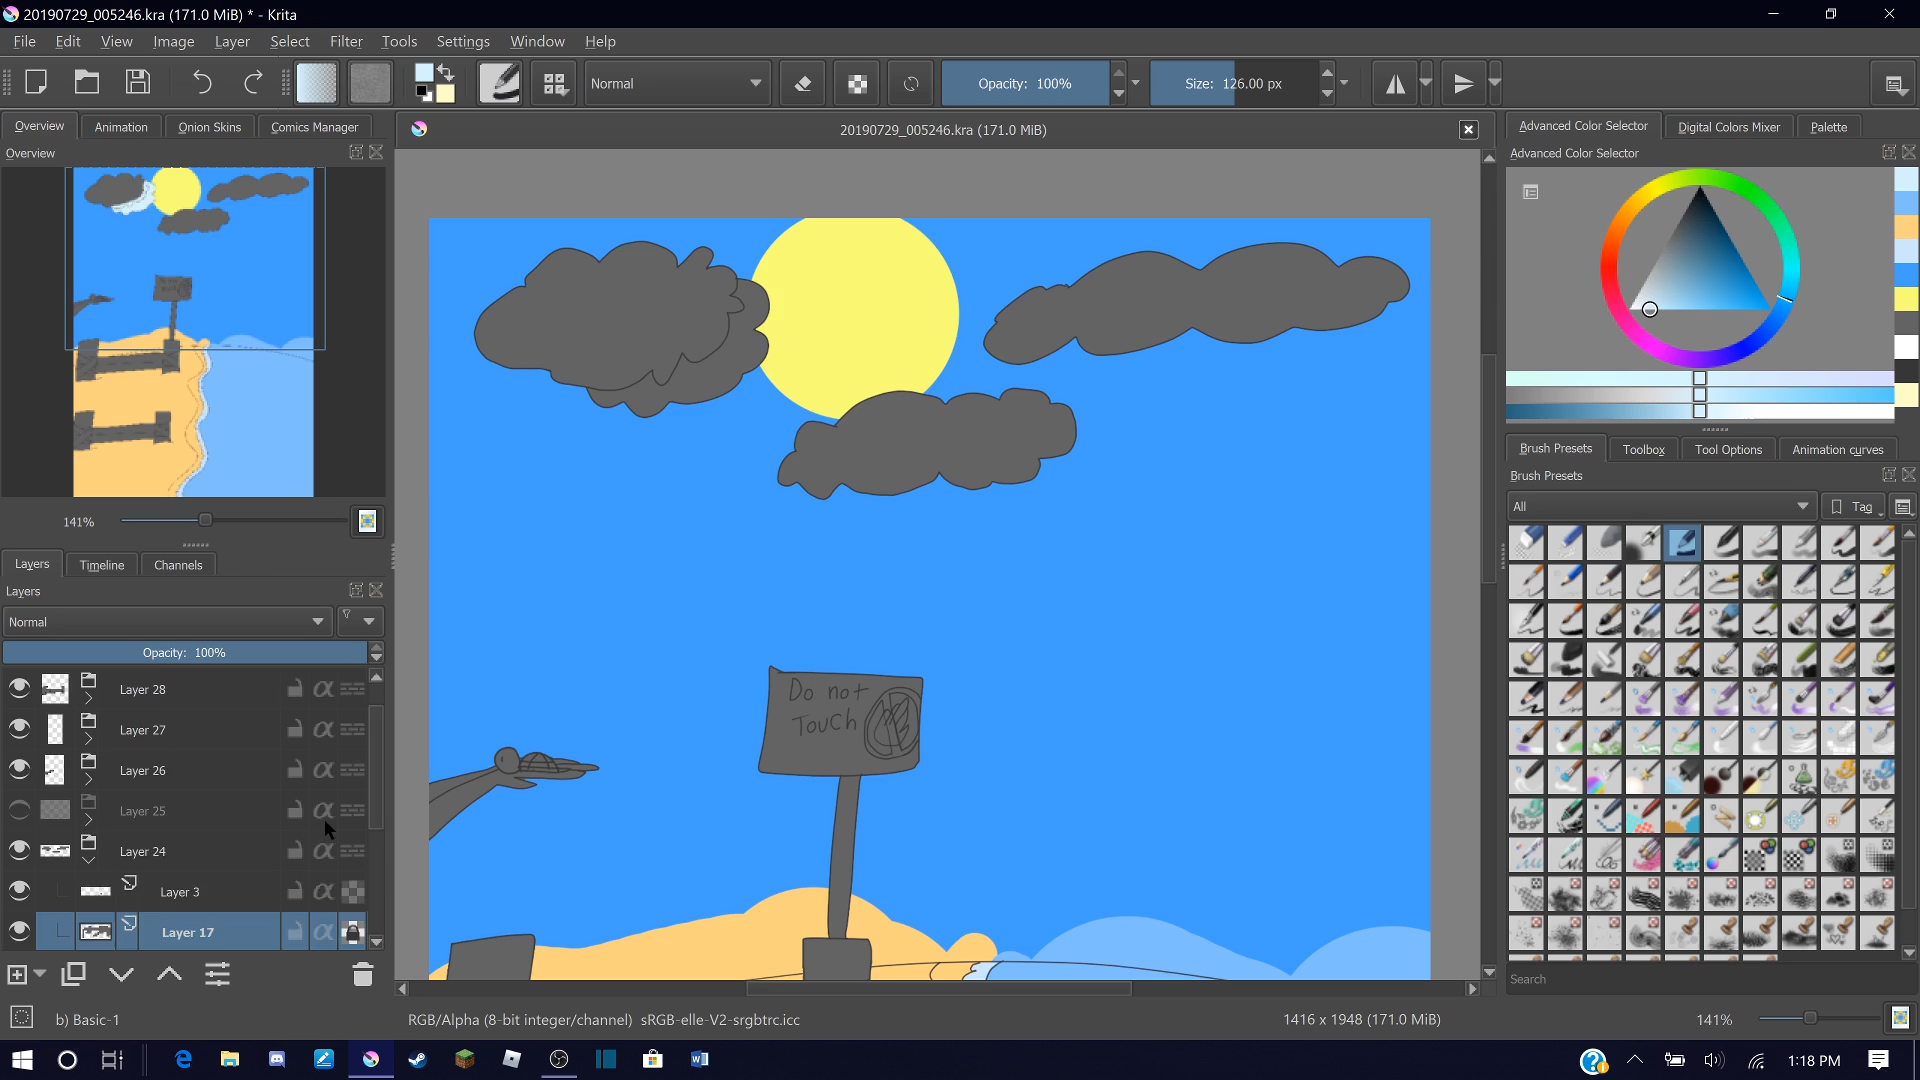 20190729_005246.kra (171.0 MiB) * - Krita
File Edit View Image Layer Select Filter Tools Settings Window Help
Normal Opacity: 100% Size: 126.00 px
Overview Animation Onion Skins Comics Manager
20190729_005246.kra (171.0 MiB)
Advanced Color Selector Digital Colors Mixer Palette
Overview
Advanced Color Selector
141%
Layers Timeline Channels
Layers
Normal
Opacity: 100%
Layer 28
Layer 27
Layer 26
Layer 25
Layer 24
Layer 3
Layer 17
Do not
Touch
Brush Presets Toolbox Tool Options Animation curves
Brush Presets
All Tag
Search
b) Basic-1
RGB/Alpha (8-bit integer/channel) sRGB-elle-V2-srgbtrc.icc
1416 x 1948 (171.0 MiB)
141%
1:18 PM